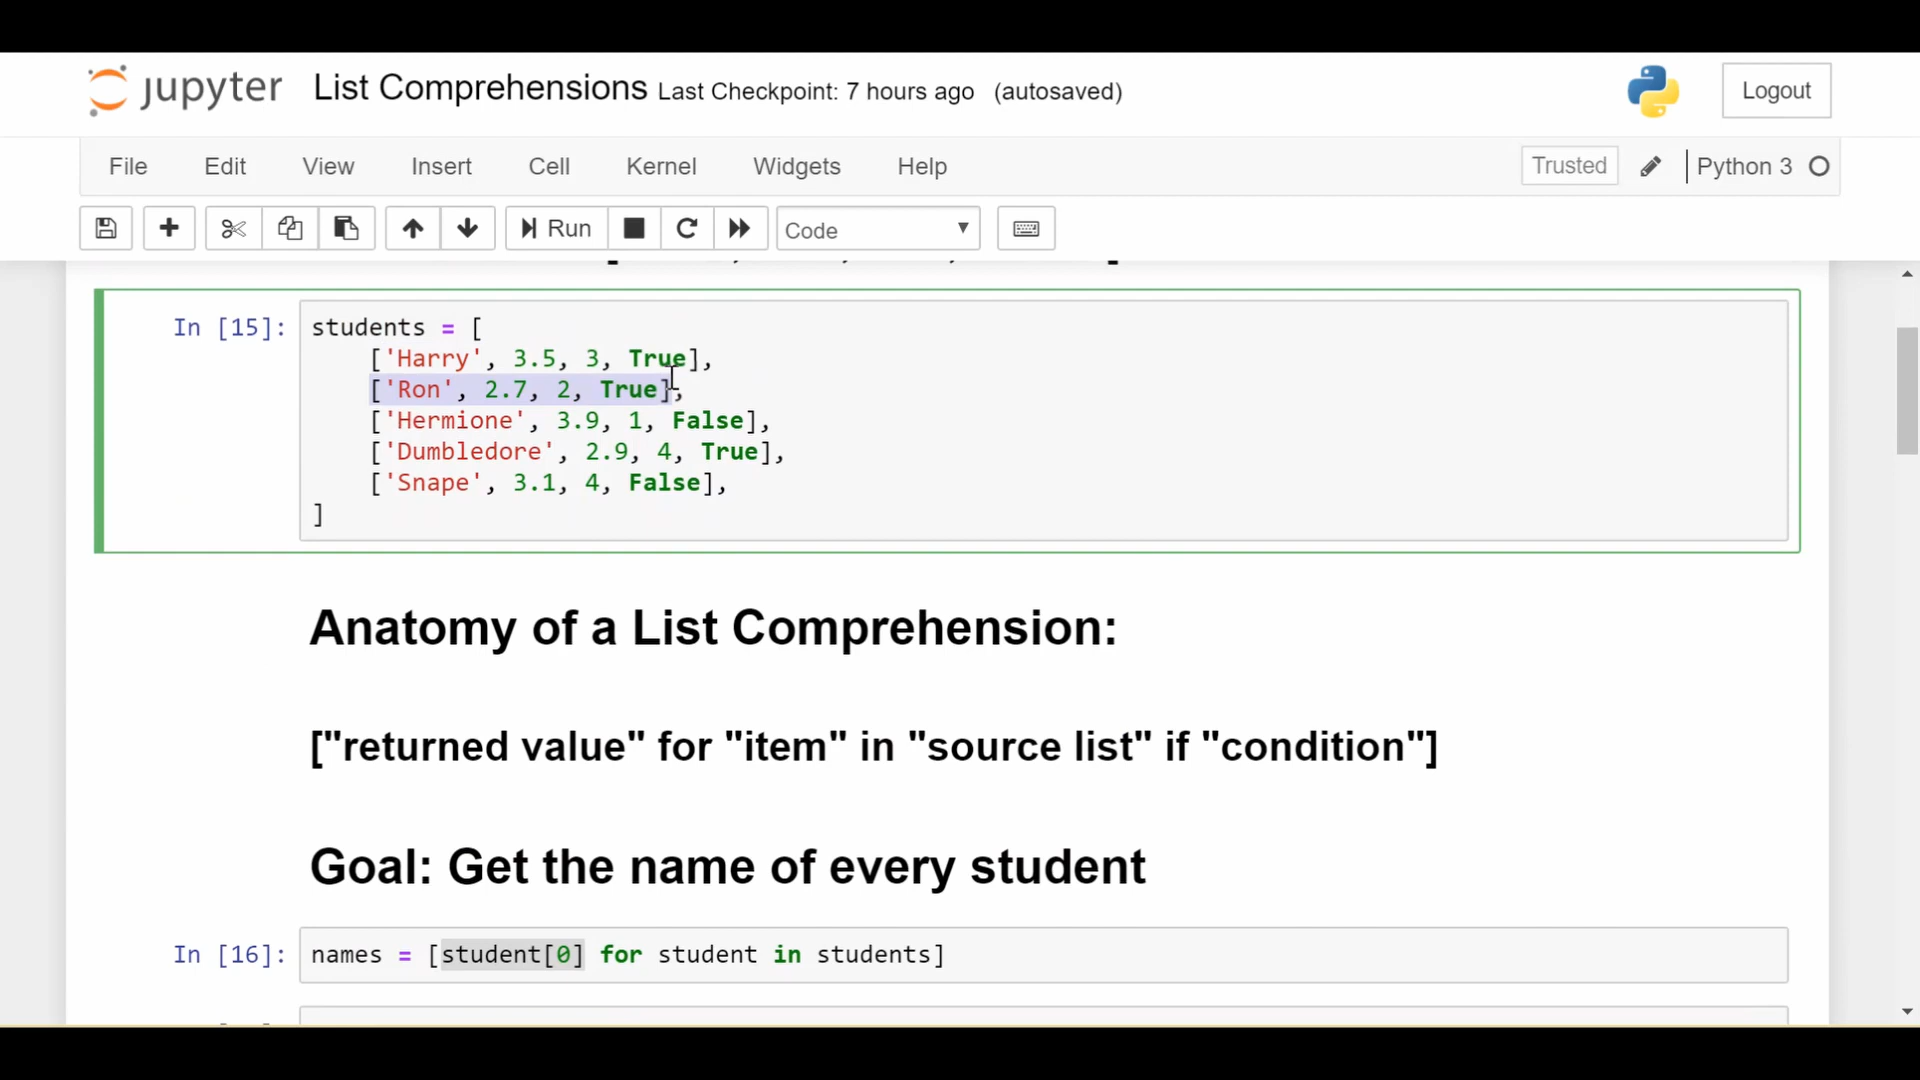 jupyter List Comprehensions Last Checkpoint: 7 hours ago (autosaved) Logout
File Edit View Insert Cell Kernel Widgets Help Trusted Python 3
Run Code
In [15]: students = [
['Harry', 3.5, 3, True],
['Ron', 2.7, 2, True],
['Hermione', 3.9, 1, False],
['Dumbledore', 2.9, 4, True],
['Snape', 3.1, 4, False],
]
Anatomy of a List Comprehension:
["returned value" for "item" in "source list" if "condition"]
Goal: Get the name of every student
In [16]: names = [student[0] for student in students]